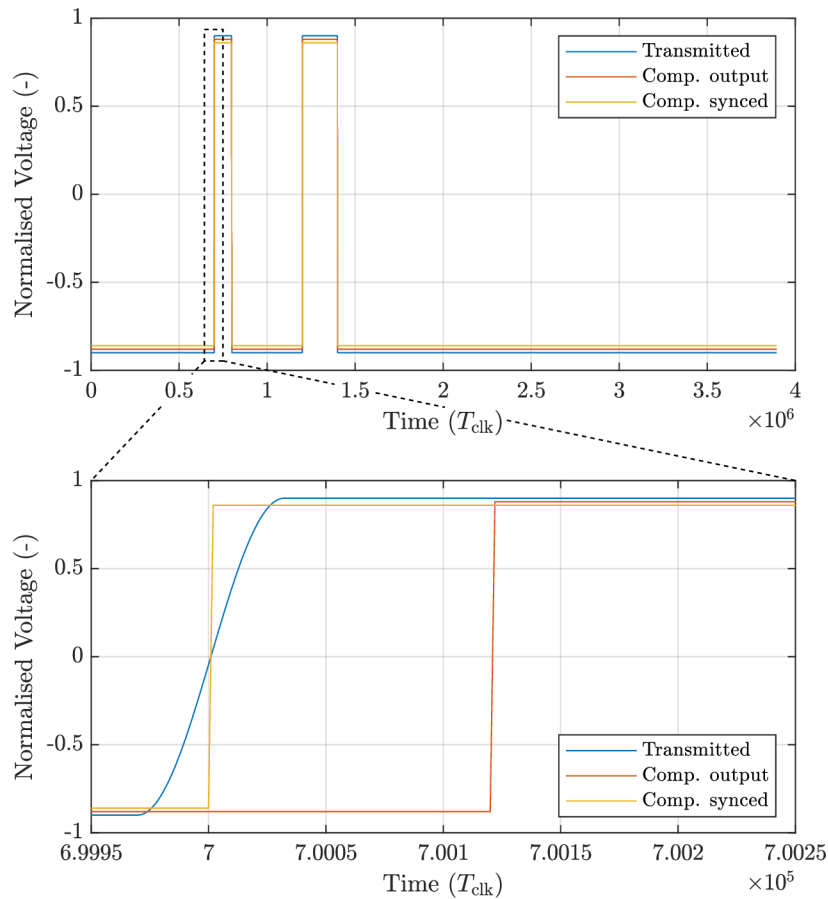 1
0.5
0
-0.5
-1
Normalised Voltage (-)
Transmitted
Comp. output
Comp. synced
0 0.5 1 1.5 2 2.5 3 3.5 4
Time (T_clk) ×10^6
1
0.5
0
-0.5
-1
Normalised Voltage (-)
Transmitted
Comp. output
Comp. synced
6.9995 7 7.0005 7.001 7.0015 7.002 7.0025
Time (T_clk) ×10^5